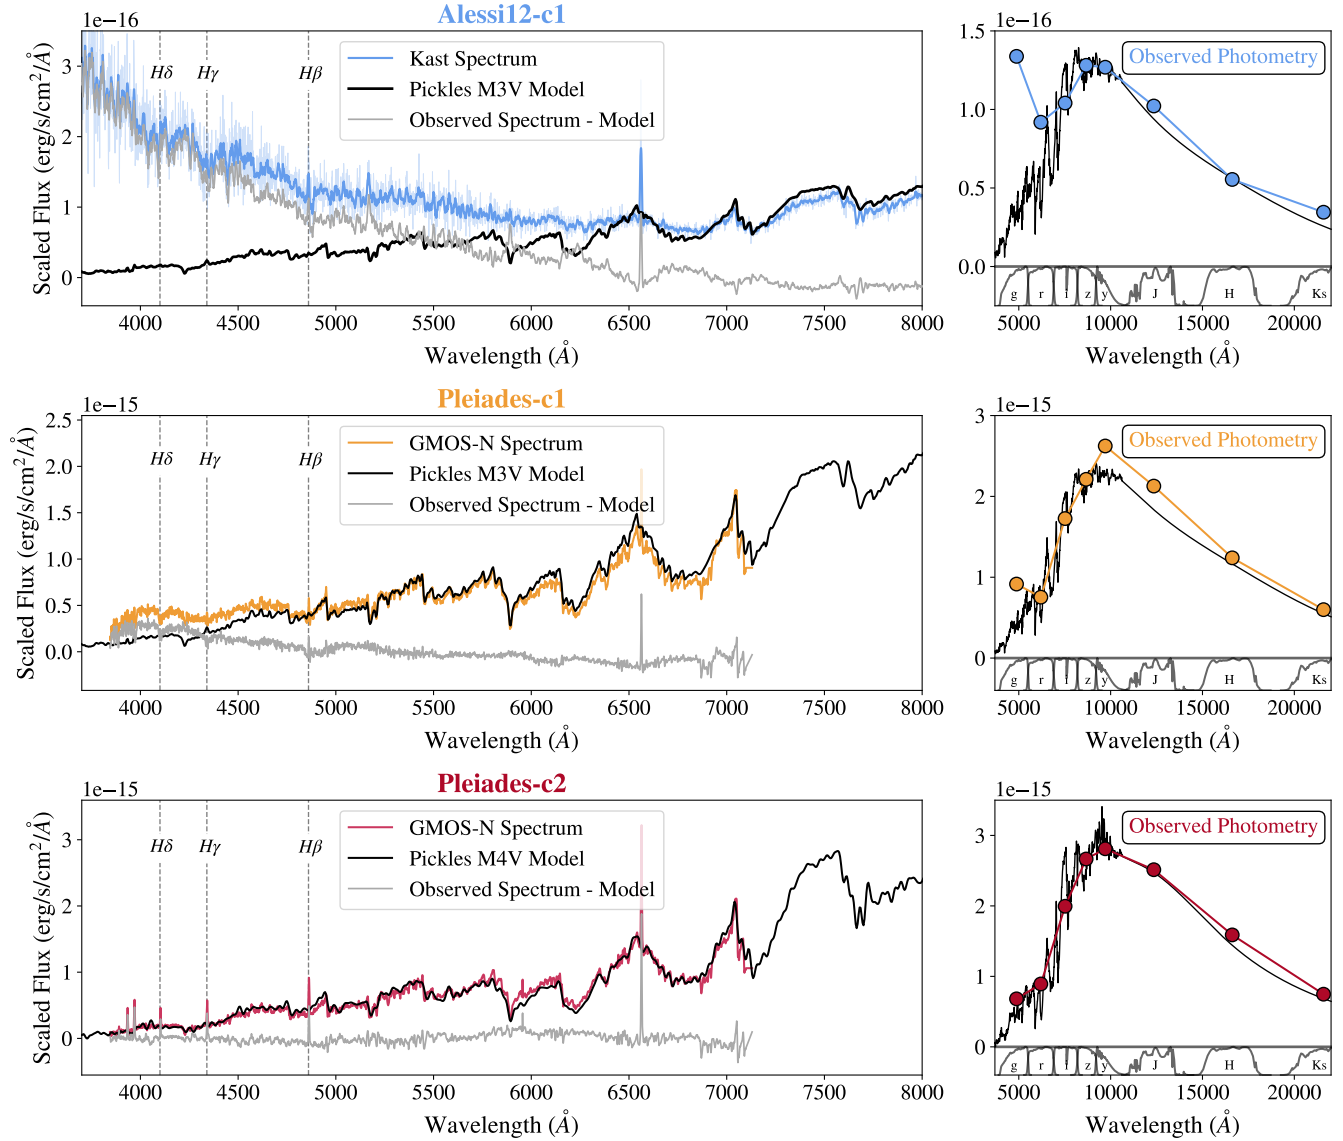 Alessi12-c1
1e−16
Hδ Hγ Hβ
Kast Spectrum
Pickles M3V Model
Observed Spectrum - Model
3
2
1
0
Scaled Flux (erg/s/cm²/Å)
4000 4500 5000 5500 6000 6500 7000 7500 8000
Wavelength (Å)
1e−16
Observed Photometry
1.5
1.0
0.5
0.0
g r i z y J H Ks
5000 10000 15000 20000
Wavelength (Å)
Pleiades-c1
1e−15
Hδ Hγ Hβ
GMOS-N Spectrum
Pickles M3V Model
Observed Spectrum - Model
2.5
2.0
1.5
1.0
0.5
0.0
Scaled Flux (erg/s/cm²/Å)
4000 4500 5000 5500 6000 6500 7000 7500 8000
Wavelength (Å)
1e−15
Observed Photometry
3
2
1
0
g r i z y J H Ks
5000 10000 15000 20000
Wavelength (Å)
Pleiades-c2
1e−15
Hδ Hγ Hβ
GMOS-N Spectrum
Pickles M4V Model
Observed Spectrum - Model
3
2
1
0
Scaled Flux (erg/s/cm²/Å)
4000 4500 5000 5500 6000 6500 7000 7500 8000
Wavelength (Å)
1e−15
Observed Photometry
3
2
1
0
g r i z y J H Ks
5000 10000 15000 20000
Wavelength (Å)